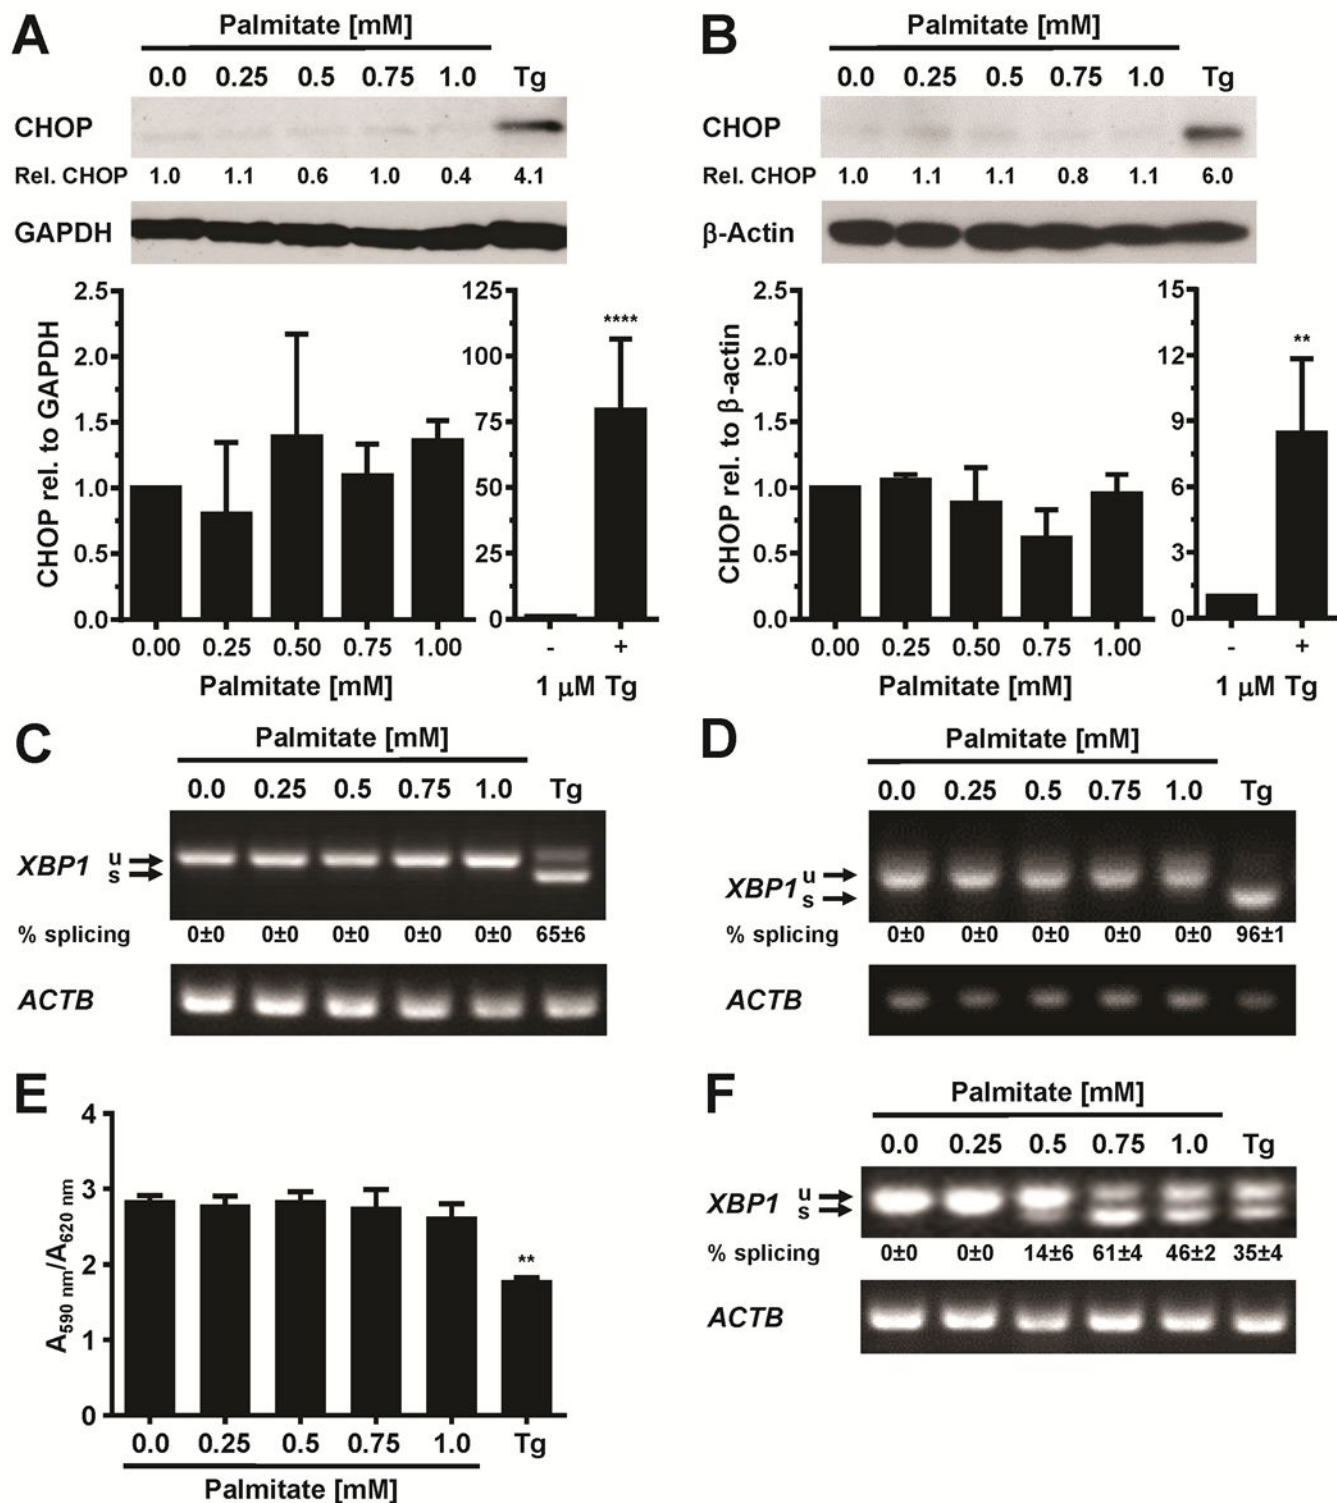 A
Palmitate [mM]
0.0 0.25 0.5 0.75 1.0 Tg
CHOP
Rel. CHOP 1.0 1.1 0.6 1.0 0.4 4.1
GAPDH
CHOP rel. to GAPDH
2.5
2.0
1.5
1.0
0.5
0.0
0.00 0.25 0.50 0.75 1.00
Palmitate [mM]
125
100
75
50
25
0
****
- +
1 μM Tg
B
Palmitate [mM]
0.0 0.25 0.5 0.75 1.0 Tg
CHOP
Rel. CHOP 1.0 1.1 1.1 0.8 1.1 6.0
β-Actin
CHOP rel. to β-actin
2.5
2.0
1.5
1.0
0.5
0.0
0.00 0.25 0.50 0.75 1.00
Palmitate [mM]
15
12
9
6
3
0
**
- +
1 μM Tg
C
Palmitate [mM]
0.0 0.25 0.5 0.75 1.0 Tg
XBP1 u
s
% splicing 0±0 0±0 0±0 0±0 0±0 65±6
ACTB
D
Palmitate [mM]
0.0 0.25 0.5 0.75 1.0 Tg
XBP1 u
s
% splicing 0±0 0±0 0±0 0±0 0±0 96±1
ACTB
E
A590 nm/A620 nm
4
3
2
1
0
**
0.0 0.25 0.5 0.75 1.0 Tg
Palmitate [mM]
F
Palmitate [mM]
0.0 0.25 0.5 0.75 1.0 Tg
XBP1 u
s
% splicing 0±0 0±0 14±6 61±4 46±2 35±4
ACTB